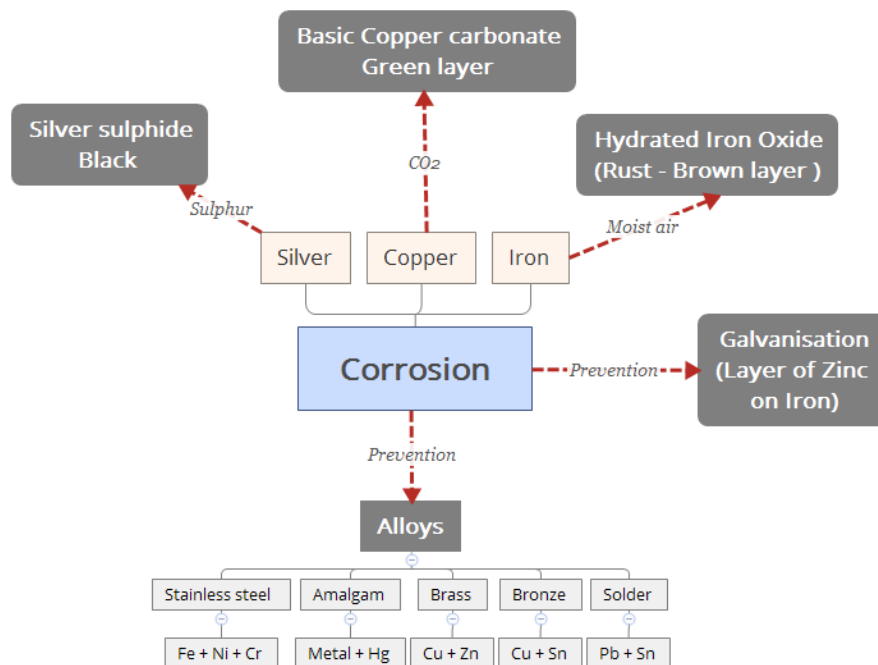 Basic Copper carbonate
Green layer
Silver sulphide
Black
Hydrated Iron Oxide
(Rust - Brown layer )
CO2
Sulphur
Moist air
Silver
Copper
Iron
Corrosion
Prevention
Galvanisation
(Layer of Zinc
on Iron)
Prevention
Alloys
Stainless steel
Amalgam
Brass
Bronze
Solder
Fe + Ni + Cr
Metal + Hg
Cu + Zn
Cu + Sn
Pb + Sn